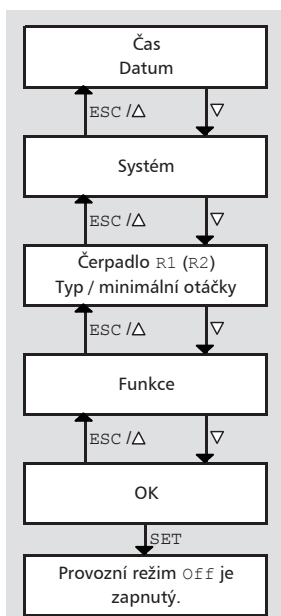 Čas
Datum
ESC /△ ▽
Systém
ESC /△ ▽
Čerpadlo R1 (R2)
Typ / minimální otáčky
ESC /△ ▽
Funkce
ESC /△ ▽
OK
SET
Provozní režim Off je
zapnutý.